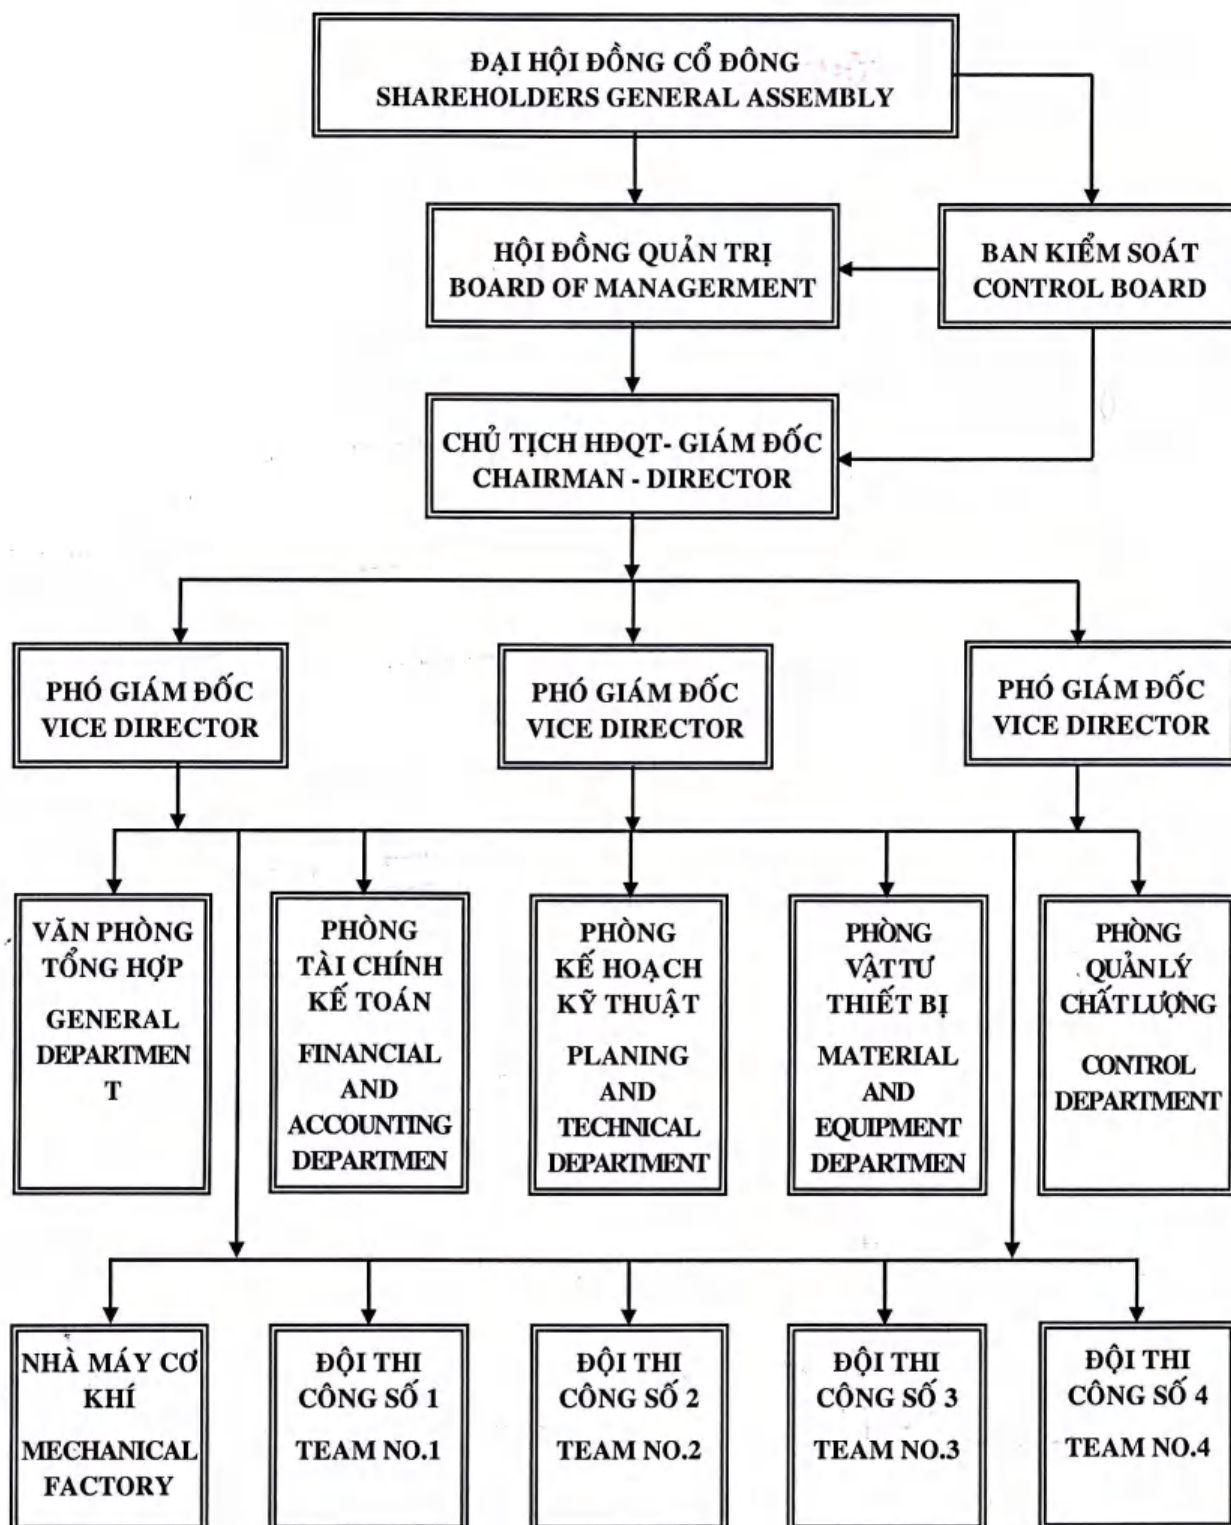 ĐẠI HỘI ĐỒNG CỔ ĐÔNG
SHAREHOLDERS GENERAL ASSEMBLY
HỘI ĐỒNG QUẢN TRỊ
BOARD OF MANAGERMENT
BAN KIỂM SOÁT
CONTROL BOARD
CHỦ TỊCH HĐQT- GIÁM ĐỐC
CHAIRMAN - DIRECTOR
PHÓ GIÁM ĐỐC
VICE DIRECTOR
PHÓ GIÁM ĐỐC
VICE DIRECTOR
PHÓ GIÁM ĐỐC
VICE DIRECTOR
VĂN PHÒNG
TỔNG HỢP
GENERAL
DEPARTMEN
T
PHÒNG
TÀI CHÍNH
KẾ TOÁN
FINANCIAL
AND
ACCOUNTING
DEPARTMEN
PHÒNG
KẾ HOẠCH
KỸ THUẬT
PLANING
AND
TECHNICAL
DEPARTMENT
PHÒNG
VẬT TƯ
THIẾT BỊ
MATERIAL
AND
EQUIPMENT
DEPARTMEN
PHÒNG
QUẢN LÝ
CHẤT LƯỢNG
CONTROL
DEPARTMENT
NHÀ MÁY CƠ
KHÍ
MECHANICAL
FACTORY
ĐỘI THI
CÔNG SỐ 1
TEAM NO.1
ĐỘI THI
CÔNG SỐ 2
TEAM NO.2
ĐỘI THI
CÔNG SỐ 3
TEAM NO.3
ĐỘI THI
CÔNG SỐ 4
TEAM NO.4